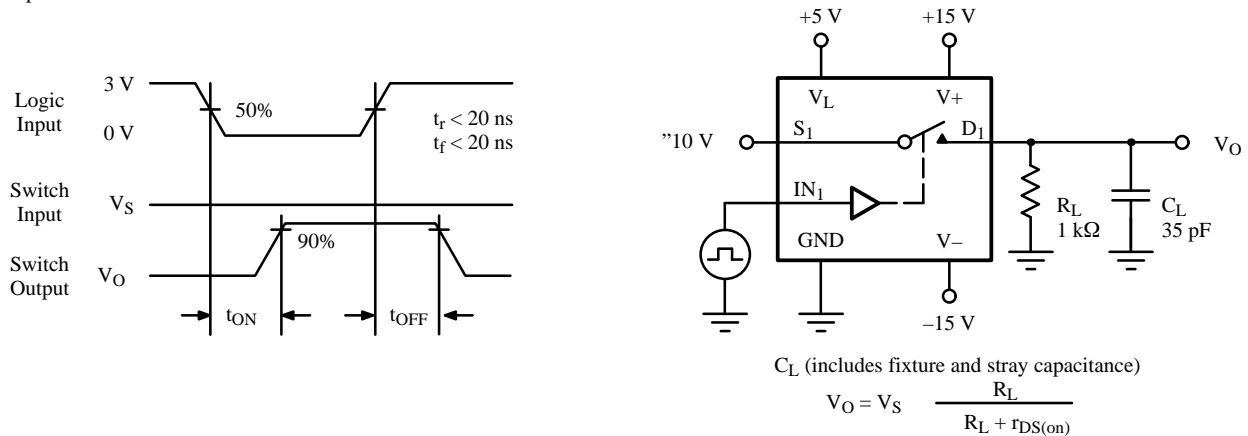 3 V
Logic
Input
50%
0 V
t_r < 20 ns
t_f < 20 ns
Switch
Input
V_S
90%
Switch
Output
V_O
t_ON
t_OFF
+5 V
+15 V
V_L
V+
”10 V
S_1
D_1
V_O
IN_1
R_L
1 kΩ
C_L
35 pF
GND
V–
–15 V
C_L (includes fixture and stray capacitance)
V_O = V_S R_L
R_L + r_DS(on)